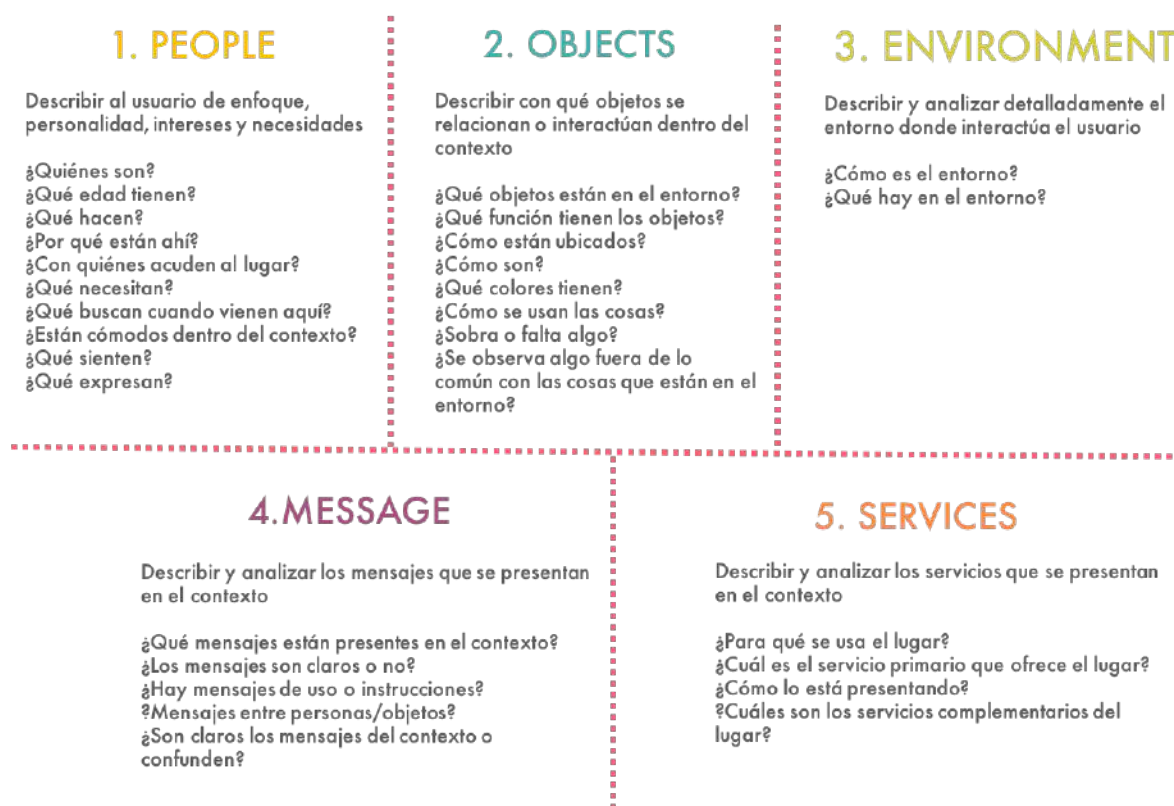 1. PEOPLE
Describir al usuario de enfoque,
personalidad, intereses y necesidades
¿Quiénes son?
¿Qué edad tienen?
¿Qué hacen?
¿Por qué están ahí?
¿Con quiénes acuden al lugar?
¿Qué necesitan?
¿Qué buscan cuando vienen aquí?
¿Están cómodos dentro del contexto?
¿Qué sienten?
¿Qué expresan?
2. OBJECTS
Describir con qué objetos se
relacionan o interactúan dentro del
contexto
¿Qué objetos están en el entorno?
¿Qué función tienen los objetos?
¿Cómo están ubicados?
¿Cómo son?
¿Qué colores tienen?
¿Cómo se usan las cosas?
¿Sobra o falta algo?
¿Se observa algo fuera de lo
común con las cosas que están en el
entorno?
3. ENVIRONMENT
Describir y analizar detalladamente el
entorno donde interactúa el usuario
¿Cómo es el entorno?
¿Qué hay en el entorno?
4.MESSAGE
Describir y analizar los mensajes que se presentan
en el contexto
¿Qué mensajes están presentes en el contexto?
¿Los mensajes son claros o no?
¿Hay mensajes de uso o instrucciones?
?Mensajes entre personas/objetos?
¿Son claros los mensajes del contexto o
confunden?
5. SERVICES
Describir y analizar los servicios que se presentan
en el contexto
¿Para qué se usa el lugar?
¿Cuál es el servicio primario que ofrece el lugar?
¿Cómo lo está presentando?
?Cuáles son los servicios complementarios del
lugar?